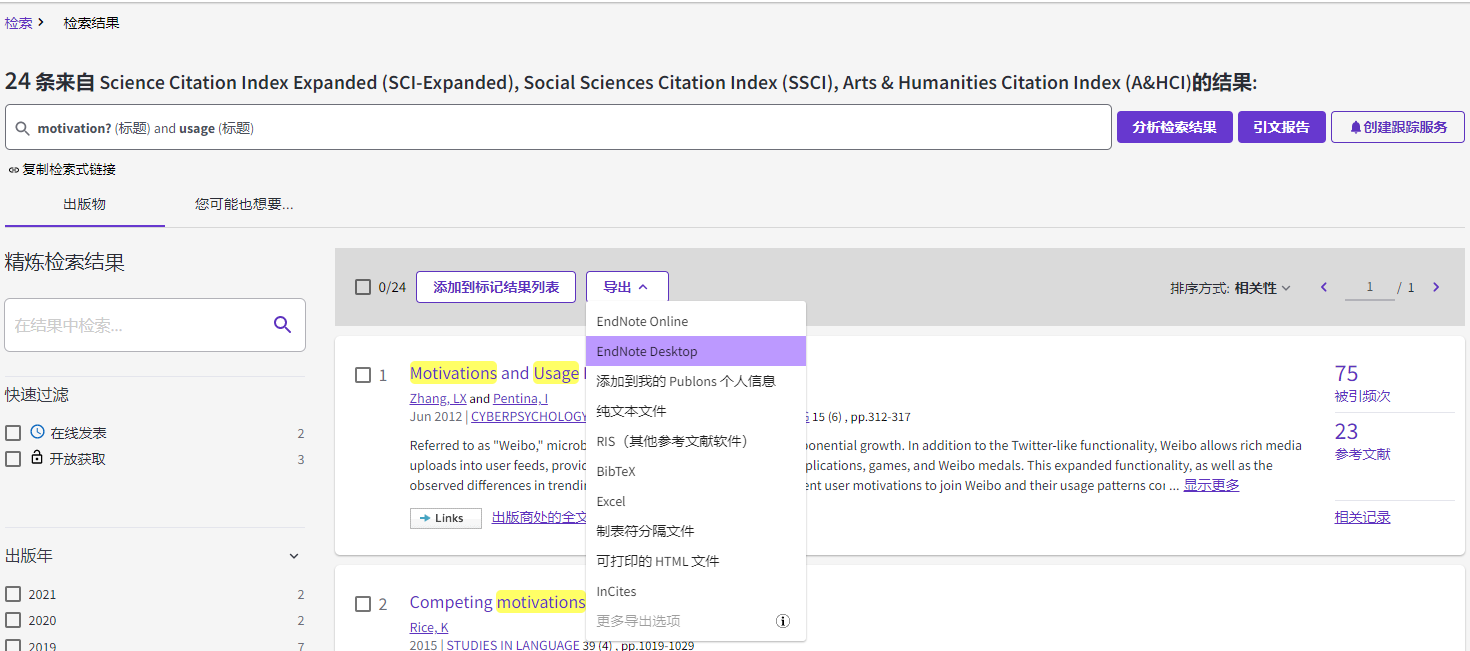 检索 > 检索结果
24 条来自 Science Citation Index Expanded (SCI-Expanded), Social Sciences Citation Index (SSCI), Arts & Humanities Citation Index (A&HCI)的结果:
motivation? (标题) and usage (标题)
分析检索结果
引文报告
创建跟踪服务
复制检索式链接
出版物
您可能也想要...
精炼检索结果
在结果中检索...
快速过滤
在线发表 2
开放获取 3
出版年
2021 2
2020 2
2019 7
0/24
添加到标记结果列表
导出
排序方式: 相关性
1 / 1
EndNote Online
EndNote Desktop
添加到我的 Publons 个人信息
纯文本文件
RIS（其他参考文献软件）
BibTeX
Excel
制表符分隔文件
可打印的 HTML 文件
InCites
更多导出选项
1 Motivations and Usage
Zhang, LX and Pentina, I
Jun 2012 | CYBERPSYCHOLOGY 15 (6) , pp.312-317
Referred to as "Weibo," microb ponential growth. In addition to the Twitter-like functionality, Weibo allows rich media
uploads into user feeds, provic plications, games, and Weibo medals. This expanded functionality, as well as the
observed differences in trendin ent user motivations to join Weibo and their usage patterns cor ... 显示更多
Links
出版商处的全文
75
被引频次
23
参考文献
相关记录
2 Competing motivations
Rice, K
2015 | STUDIES IN LANGUAGE 39 (4) , pp.1019-1029